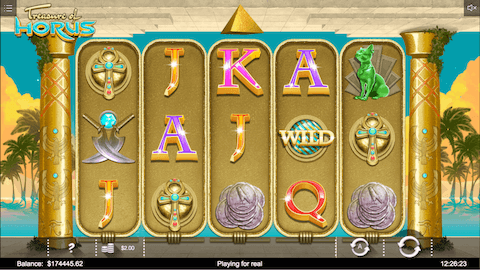 Treasure of
HORUS
J K A
A J WILD
J Q
? $2.00
Balance: $174445.62 Playing for real 12:26:23